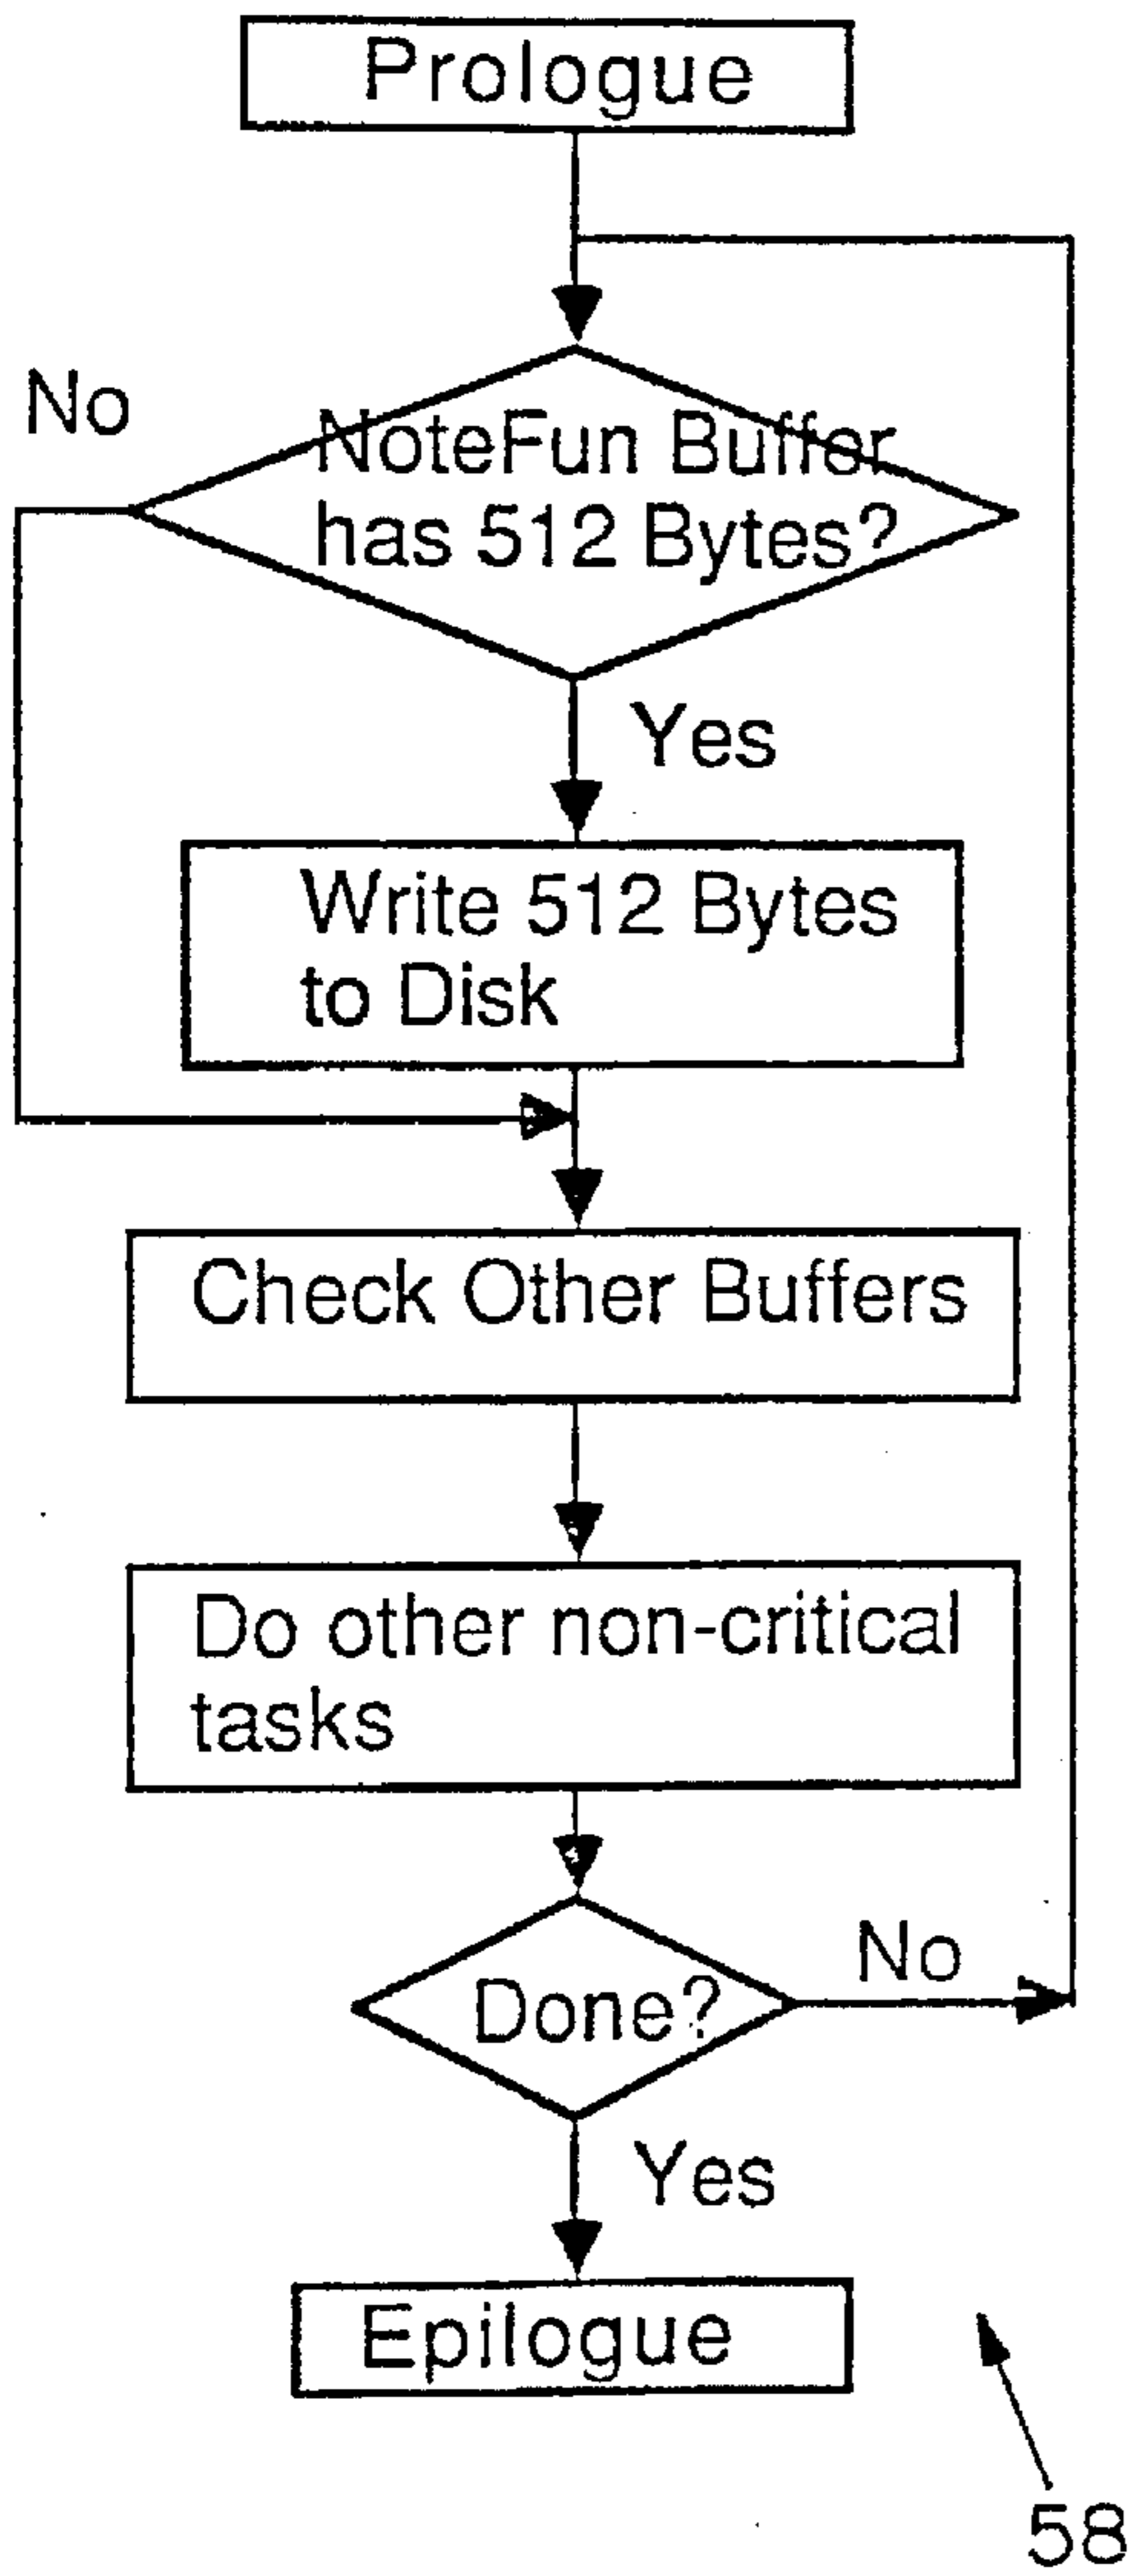 Prologue
No
NoteFun Buffer
has 512 Bytes?
Yes
Write 512 Bytes
to Disk
Check Other Buffers
Do other non-critical
tasks
No
Done?
Yes
Epilogue
58